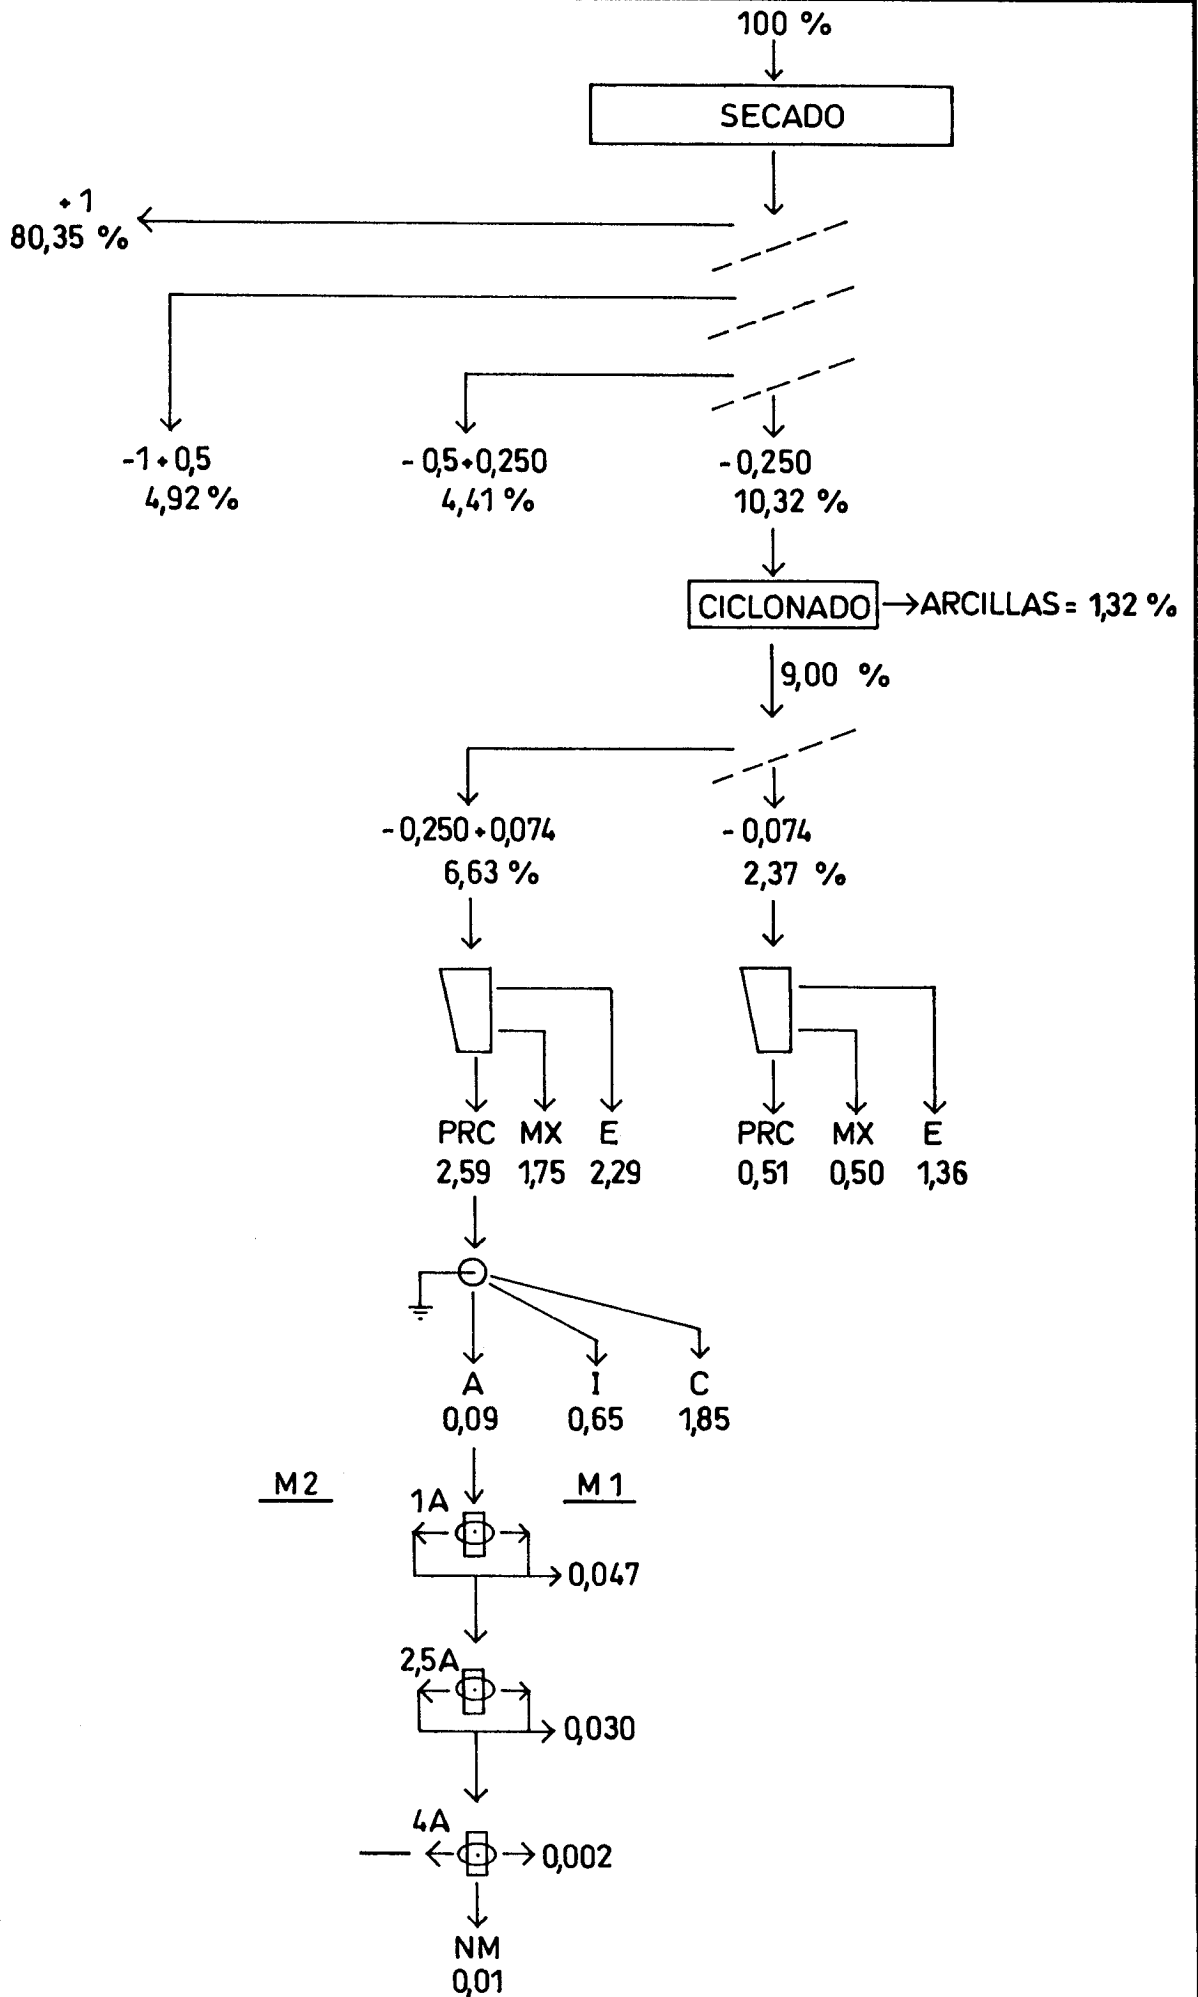 100 %
SECADO
+1
80,35 %
-1+0,5
4,92 %
-0,5+0,250
4,41 %
-0,250
10,32 %
CICLONADO
ARCILLAS = 1,32 %
9,00 %
-0,250+0,074
6,63 %
-0,074
2,37 %
PRC MX E
2,59 1,75 2,29
PRC MX E
0,51 0,50 1,36
A I C
0,09 0,65 1,85
M2
M1
1A
0,047
2,5A
0,030
4A
0,002
NM
0,01